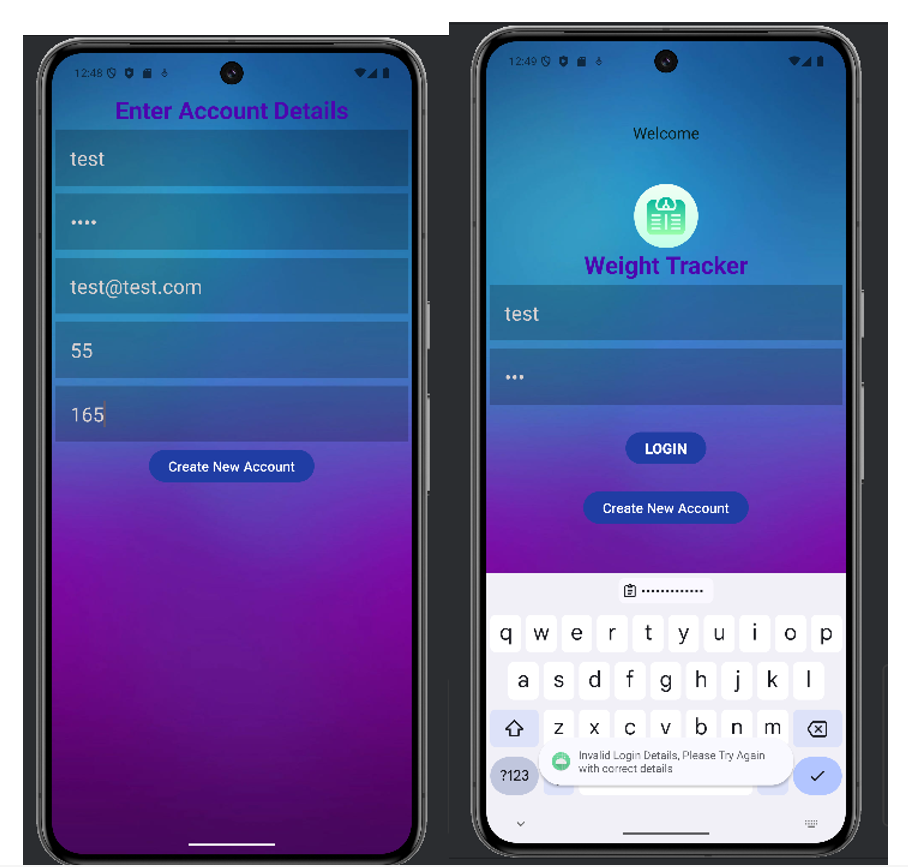 12:48
Enter Account Details
test
••••
test@test.com
55
165
Create New Account
12:49
Welcome
Weight Tracker
test
•••
LOGIN
Create New Account
•••••••••••••
q w e r t y u i o p
a s d f g h j k l
z x c v b n m
Invalid Login Details, Please Try Again
with correct details
?123